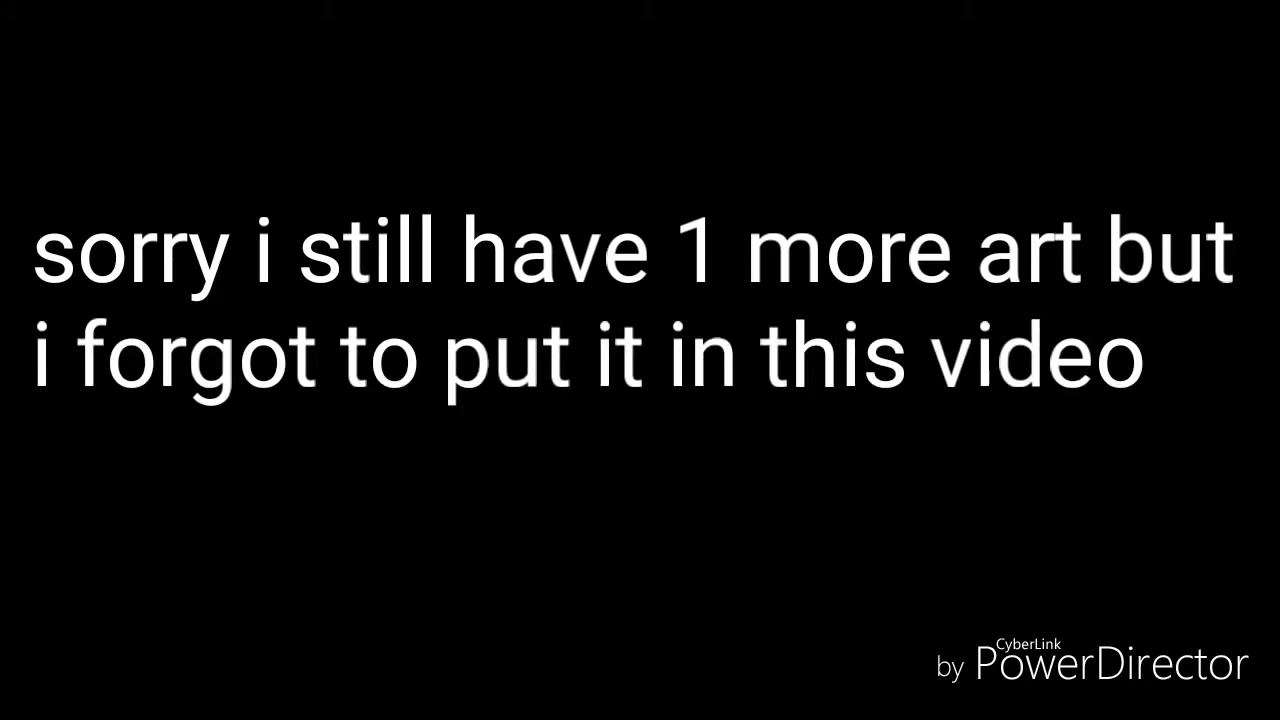 sorry i still have 1 more art but
i forgot to put it in this video
CyberLink
by PowerDirector